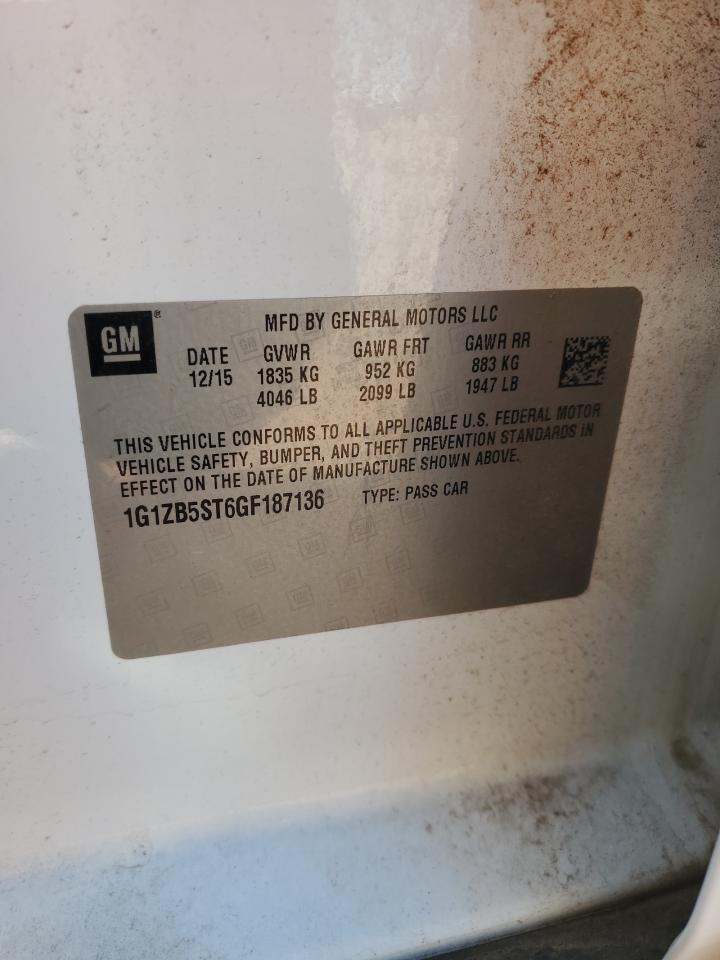 GM ®
MFD BY GENERAL MOTORS LLC
DATE GVWR GAWR FRT GAWR RR
12/15 1835 KG 952 KG 883 KG
4046 LB 2099 LB 1947 LB
THIS VEHICLE CONFORMS TO ALL APPLICABLE U.S. FEDERAL MOTOR
VEHICLE SAFETY, BUMPER, AND THEFT PREVENTION STANDARDS IN
EFFECT ON THE DATE OF MANUFACTURE SHOWN ABOVE.
1G1ZB5ST6GF187136 TYPE: PASS CAR